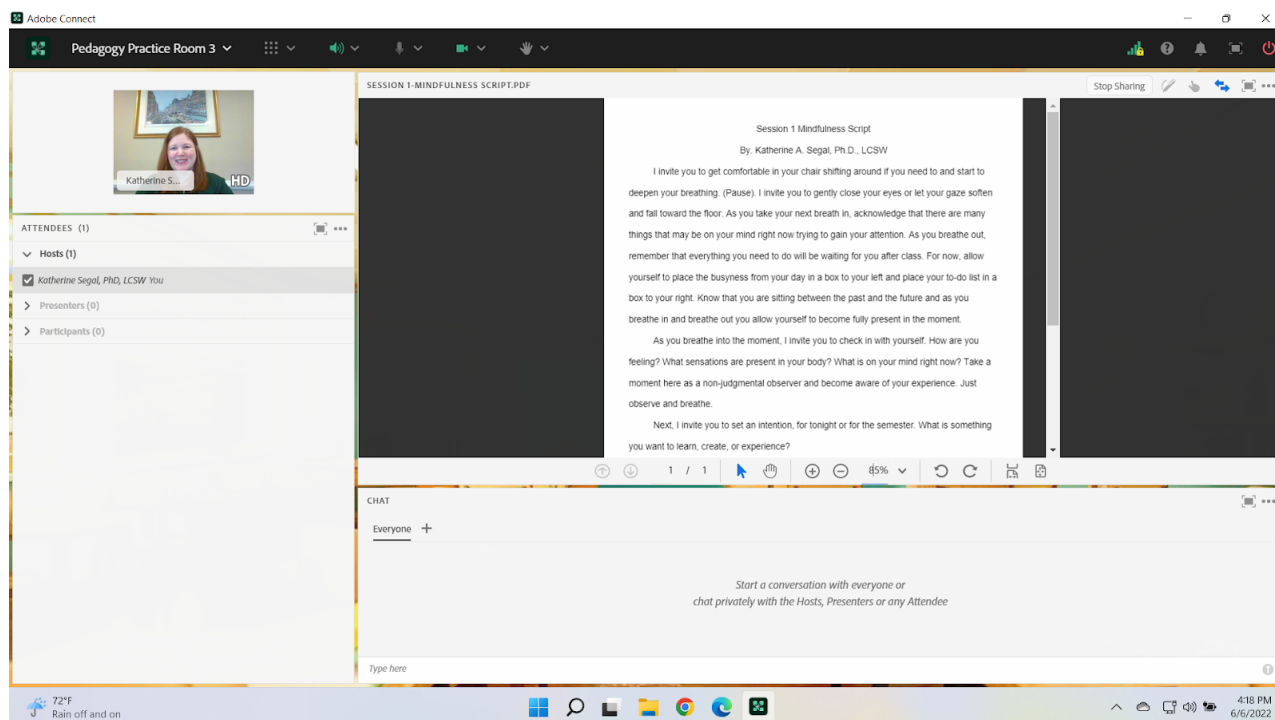 Adobe Connect
Pedagogy Practice Room 3
Katherine S...
HD
ATTENDEES (1)
Hosts (1)
Katherine Segal, PhD, LCSW You
Presenters (0)
Participants (0)
SESSION 1-MINDFULNESS SCRIPT.PDF
Stop Sharing
Session 1 Mindfulness Script
By. Katherine A. Segal, Ph.D., LCSW
I invite you to get comfortable in your chair shifting around if you need to and start to
deepen your breathing. (Pause). I invite you to gently close your eyes or let your gaze soften
and fall toward the floor. As you take your next breath in, acknowledge that there are many
things that may be on your mind right now trying to gain your attention. As you breathe out,
remember that everything you need to do will be waiting for you after class. For now, allow
yourself to place the busyness from your day in a box to your left and place your to-do list in a
box to your right. Know that you are sitting between the past and the future and as you
breathe in and breathe out you allow yourself to become fully present in the moment.
As you breathe into the moment, I invite you to check in with yourself. How are you
feeling? What sensations are present in your body? What is on your mind right now? Take a
moment here as a non-judgmental observer and become aware of your experience. Just
observe and breathe.
Next, I invite you to set an intention, for tonight or for the semester. What is something
you want to learn, create, or experience?
1 / 1
85%
CHAT
Everyone
Start a conversation with everyone or
chat privately with the Hosts, Presenters or any Attendee
Type here
72°F
Rain off and on
4:18 PM
6/6/2022